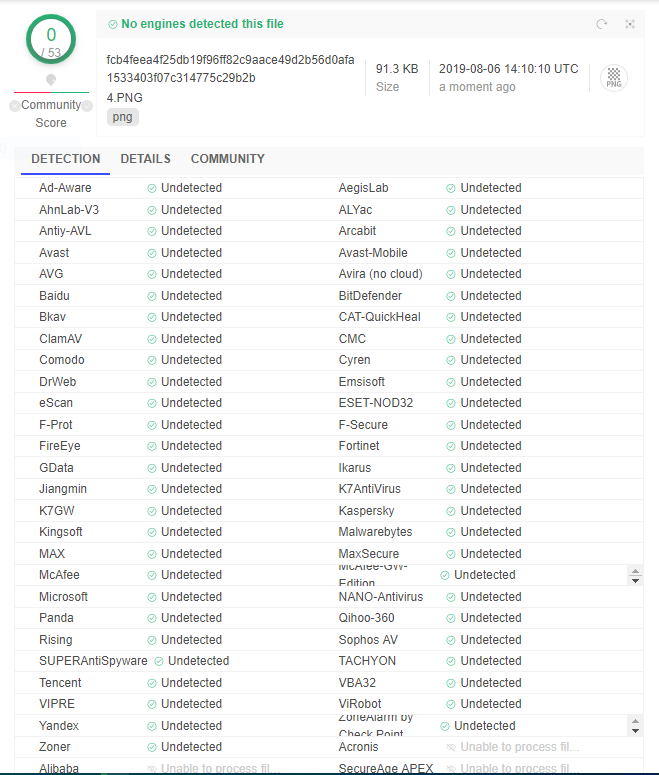 0
/ 53
Community
Score
No engines detected this file
fcb4feea4f25db19f96ff82c9aace49d2b56d0afa
1533403f07c314775c29b2b
4.PNG
png
91.3 KB
Size
2019-08-06 14:10:10 UTC
a moment ago
PNG
DETECTION DETAILS COMMUNITY
Ad-Aware Undetected AegisLab Undetected
AhnLab-V3 Undetected ALYac Undetected
Antiy-AVL Undetected Arcabit Undetected
Avast Undetected Avast-Mobile Undetected
AVG Undetected Avira (no cloud) Undetected
Baidu Undetected BitDefender Undetected
Bkav Undetected CAT-QuickHeal Undetected
ClamAV Undetected CMC Undetected
Comodo Undetected Cyren Undetected
DrWeb Undetected Emsisoft Undetected
eScan Undetected ESET-NOD32 Undetected
F-Prot Undetected F-Secure Undetected
FireEye Undetected Fortinet Undetected
GData Undetected Ikarus Undetected
Jiangmin Undetected K7AntiVirus Undetected
K7GW Undetected Kaspersky Undetected
Kingsoft Undetected Malwarebytes Undetected
MAX Undetected MaxSecure Undetected
McAfee Undetected McAfee-GW-Edition Undetected
Microsoft Undetected NANO-Antivirus Undetected
Panda Undetected Qihoo-360 Undetected
Rising Undetected Sophos AV Undetected
SUPERAntiSpyware Undetected TACHYON Undetected
Tencent Undetected VBA32 Undetected
VIPRE Undetected ViRobot Undetected
Yandex Undetected ZoneAlarm by Check Point Undetected
Zoner Undetected Acronis Unable to process fil...
Alibaba Unable to process fil... SecureAge APEX Unable to process fil...